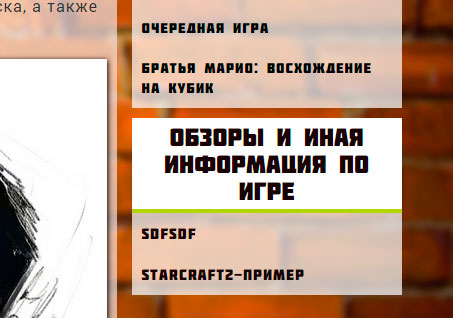 ска, а также
ОЧЕРЕДНАЯ ИГРА
БРАТЬЯ МАРИО: ВОСХОЖДЕНИЕ
НА КУБИК
ОБЗОРЫ И ИНАЯ
ИНФОРМАЦИЯ ПО
ИГРЕ
SDFSDF
STARCRAFT2-ПРИМЕР